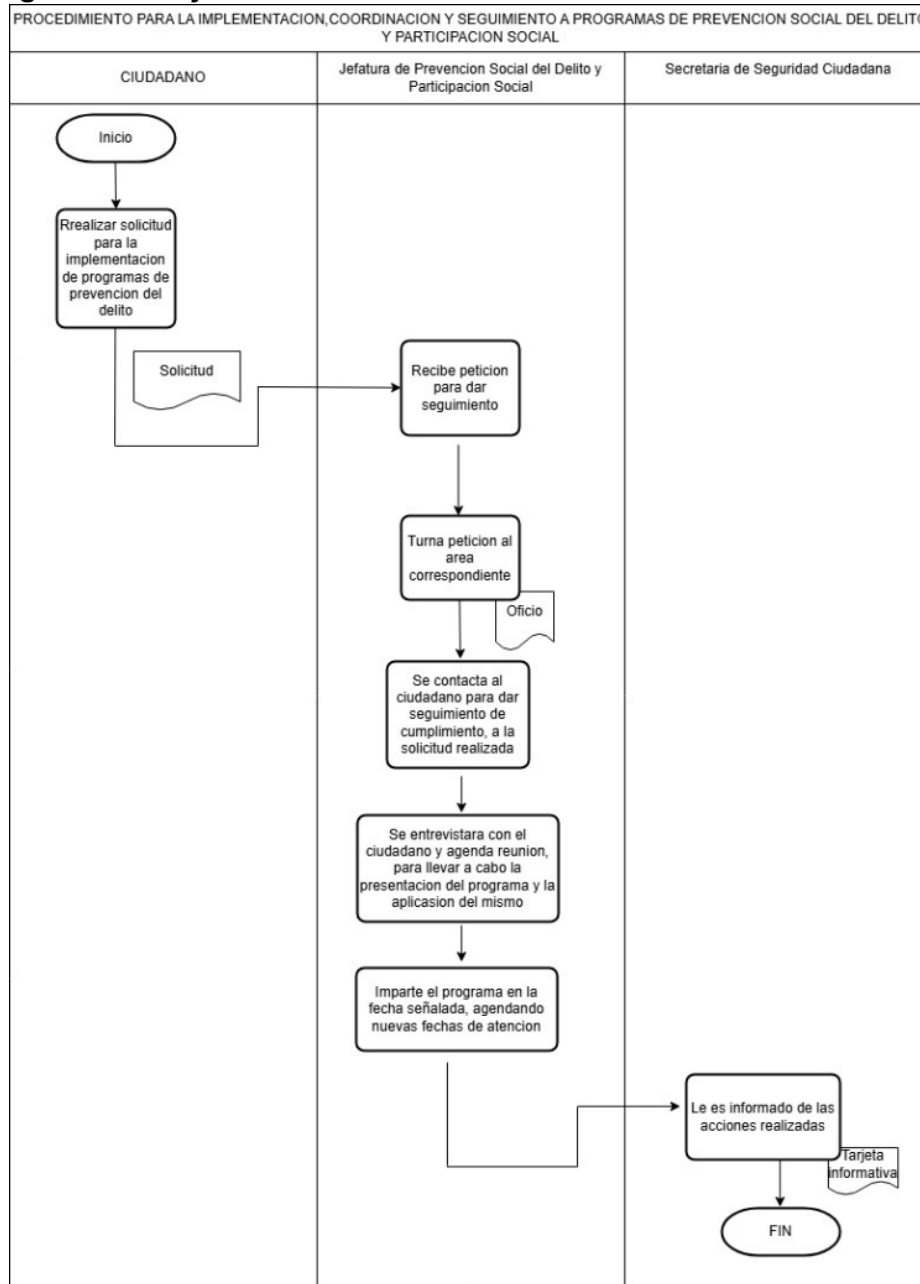 PROCEDIMIENTO PARA LA IMPLEMENTACION,COORDINACION Y SEGUIMIENTO A PROGRAMAS DE PREVENCION SOCIAL DEL DELITO
Y PARTICIPACION SOCIAL
CIUDADANO
Jefatura de Prevencion Social del Delito y
Participacion Social
Secretaria de Seguridad Ciudadana
Inicio
Rrealizar solicitud
para la
implementacion
de programas de
prevencion del
delito
Solicitud
Recibe peticion
para dar
seguimiento
Turna peticion al
area
correspondiente
Oficio
Se contacta al
ciudadano para dar
seguimiento de
cumplimiento, a la
solicitud realizada
Se entrevistara con el
ciudadano y agenda reunion,
para llevar a cabo la
presentacion del programa y la
aplicasion del mismo
Imparte el programa en la
fecha señalada, agendando
nuevas fechas de atencion
Le es informado de las
acciones realizadas
Tarjeta
informativa
FIN